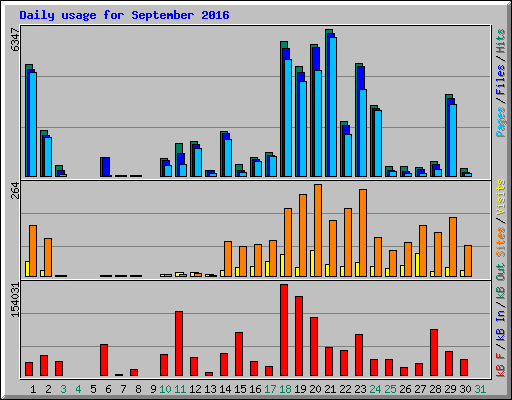 Daily usage for September 2016
6347
Pages / Files / Hits
264
Sites / Visits
154031
kB F / kB In / kB Out
1 2 3 4 5 6 7 8 9 10 11 12 13 14 15 16 17 18 19 20 21 22 23 24 25 26 27 28 29 30 31